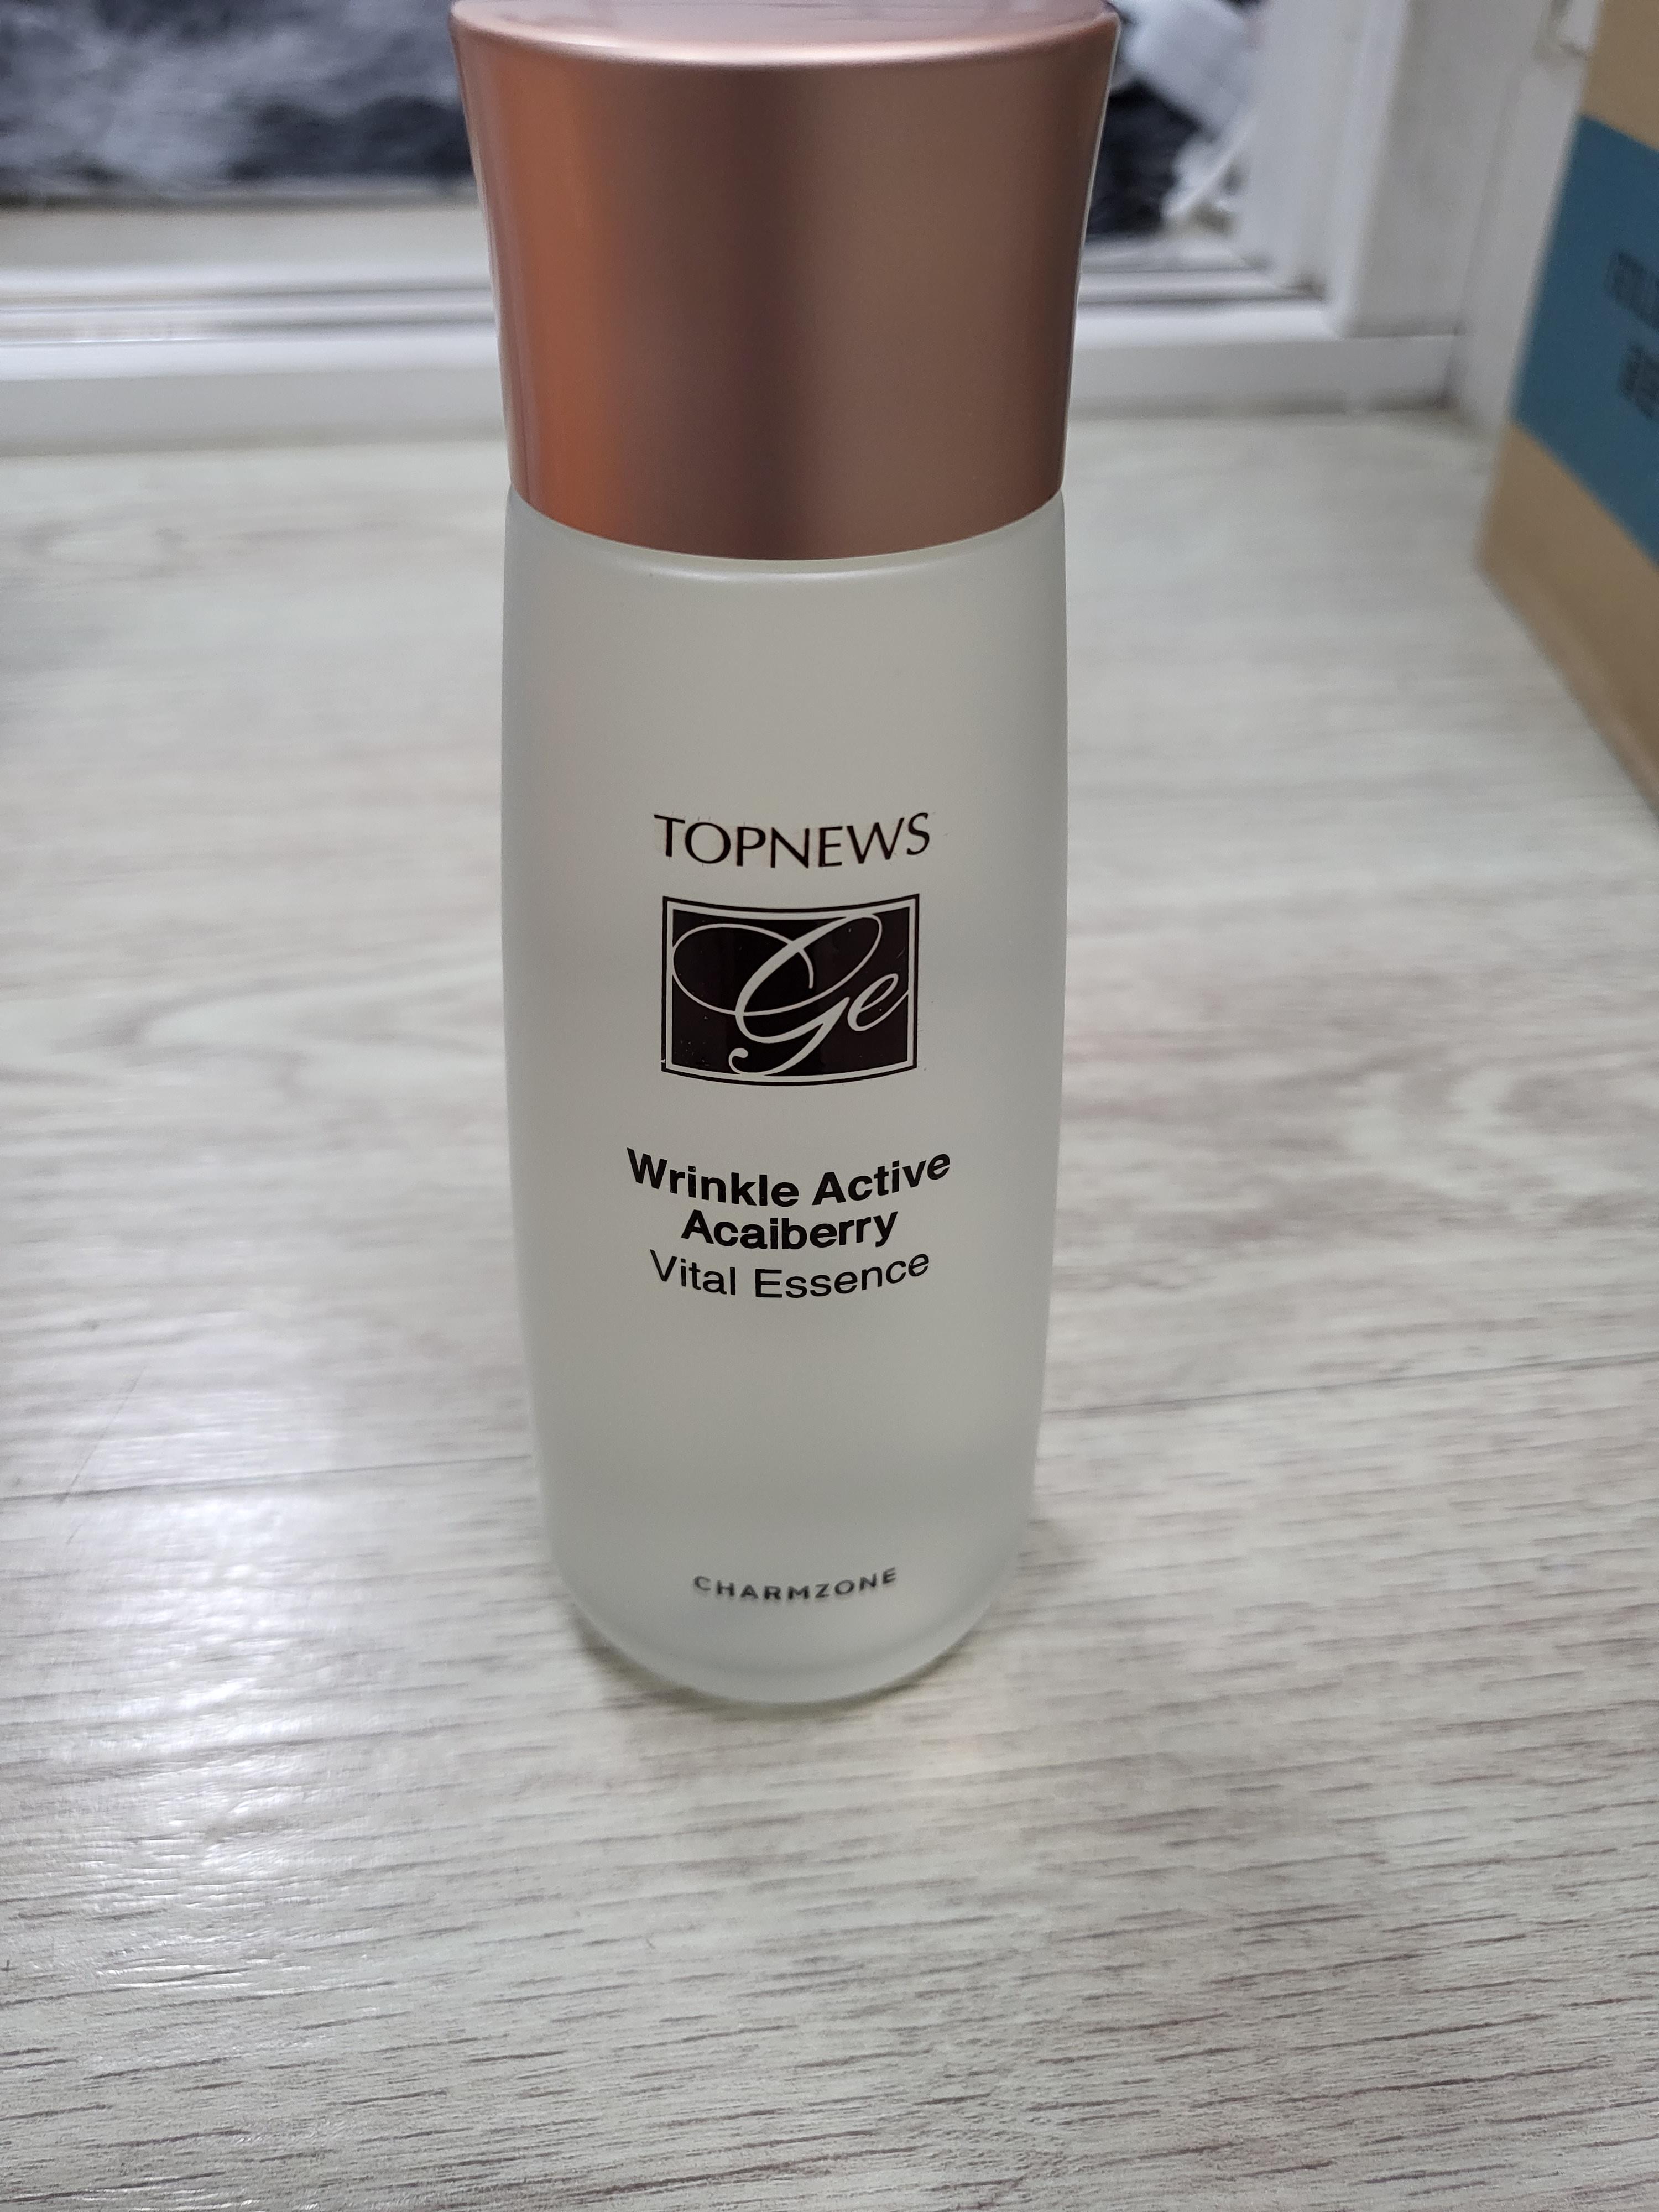 TOPNEWS
Ge
Wrinkle Active
Acaiberry
Vital Essence
CHARMZONE